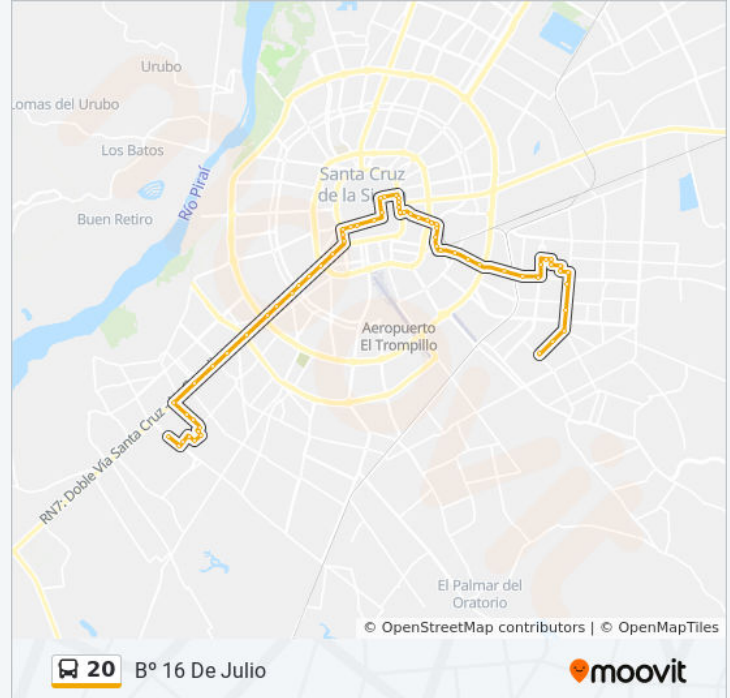 Urubo
Lomas del Urubo
Los Batos
Río Piraí
Santa Cruz
de la Si
Buen Retiro
Aeropuerto
El Trompillo
RN7: Doble Vía Santa Cruz
El Palmar del
Oratorio
© OpenStreetMap contributors | © OpenMapTiles
20 Bº 16 De Julio
moovit